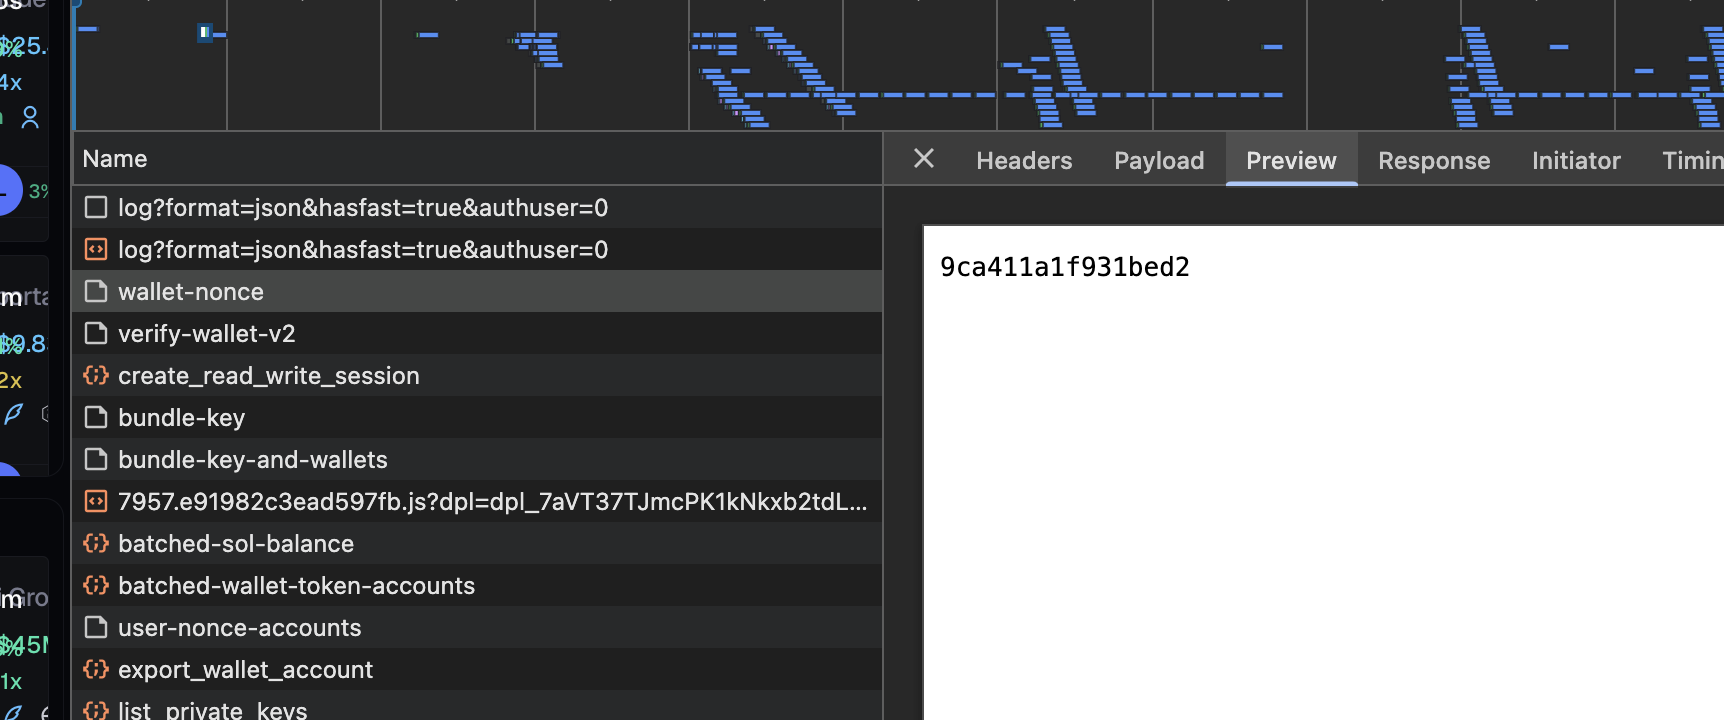 $25.
4x
3%
$9.8
2x
$45M
1x
Name
log?format=json&hasfast=true&authuser=0
log?format=json&hasfast=true&authuser=0
wallet-nonce
verify-wallet-v2
create_read_write_session
bundle-key
bundle-key-and-wallets
7957.e91982c3ead597fb.js?dpl=dpl_7aVT37TJmcPK1kNkxb2tdL...
batched-sol-balance
batched-wallet-token-accounts
user-nonce-accounts
export_wallet_account
list_private_keys
Headers Payload Preview Response Initiator Timin
9ca411a1f931bed2